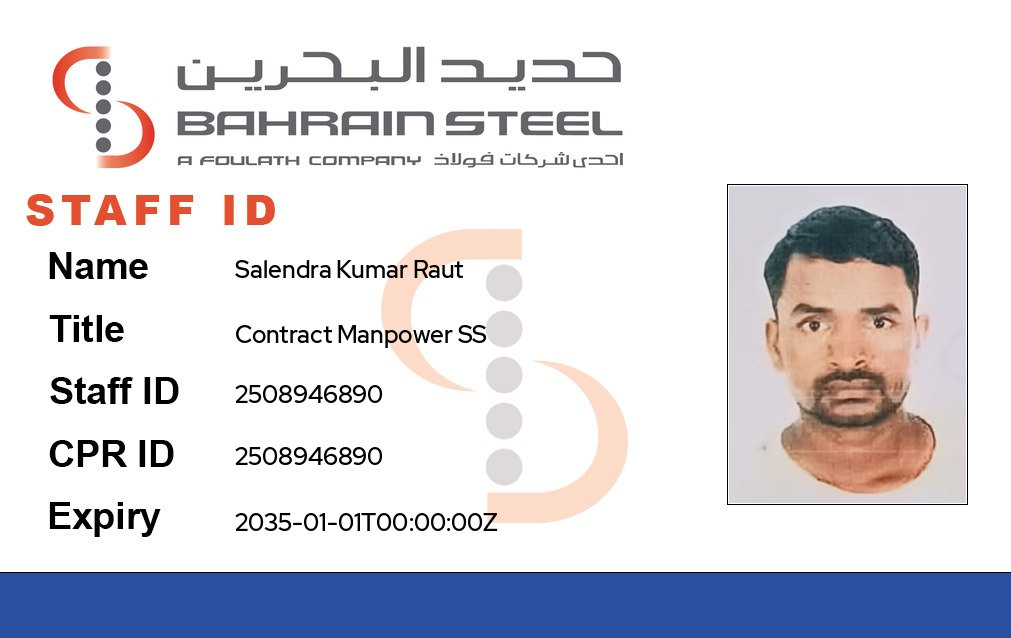 حديد البحرين
BAHRAIN STEEL
A FOULATH COMPANY احدى شركات فولاذ
STAFF ID
Name Salendra Kumar Raut
Title Contract Manpower SS
Staff ID 2508946890
CPR ID 2508946890
Expiry 2035-01-01T00:00:00Z